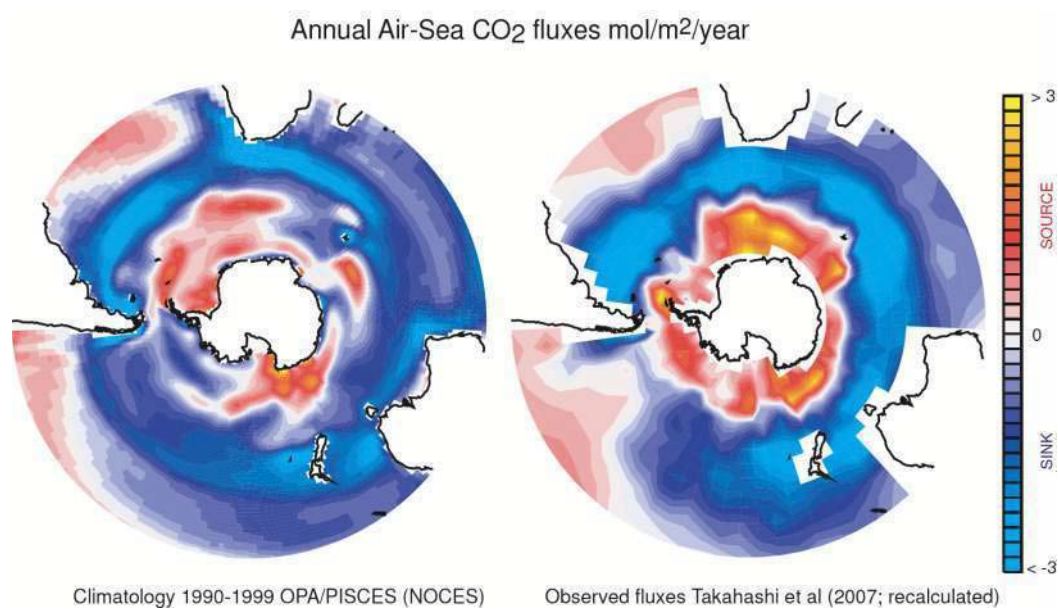 Annual Air-Sea CO2 fluxes mol/m2/year
> 3
SOURCE
0
SINK
< -3
Climatology 1990-1999 OPA/PISCES (NOCES)
Observed fluxes Takahashi et al (2007; recalculated)